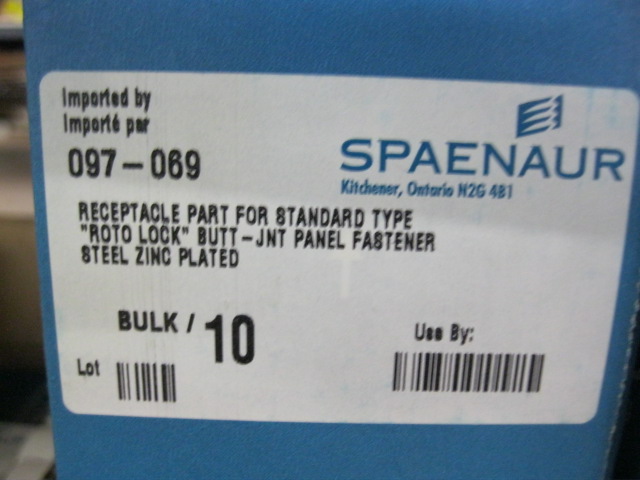 Imported by
Importé par
097-069
SPAENAUR
Kitchener, Ontario N2G 4B1
RECEPTACLE PART FOR STANDARD TYPE
"ROTO LOCK" BUTT-JNT PANEL FASTENER
STEEL ZINC PLATED
BULK / 10
Use By:
Lot